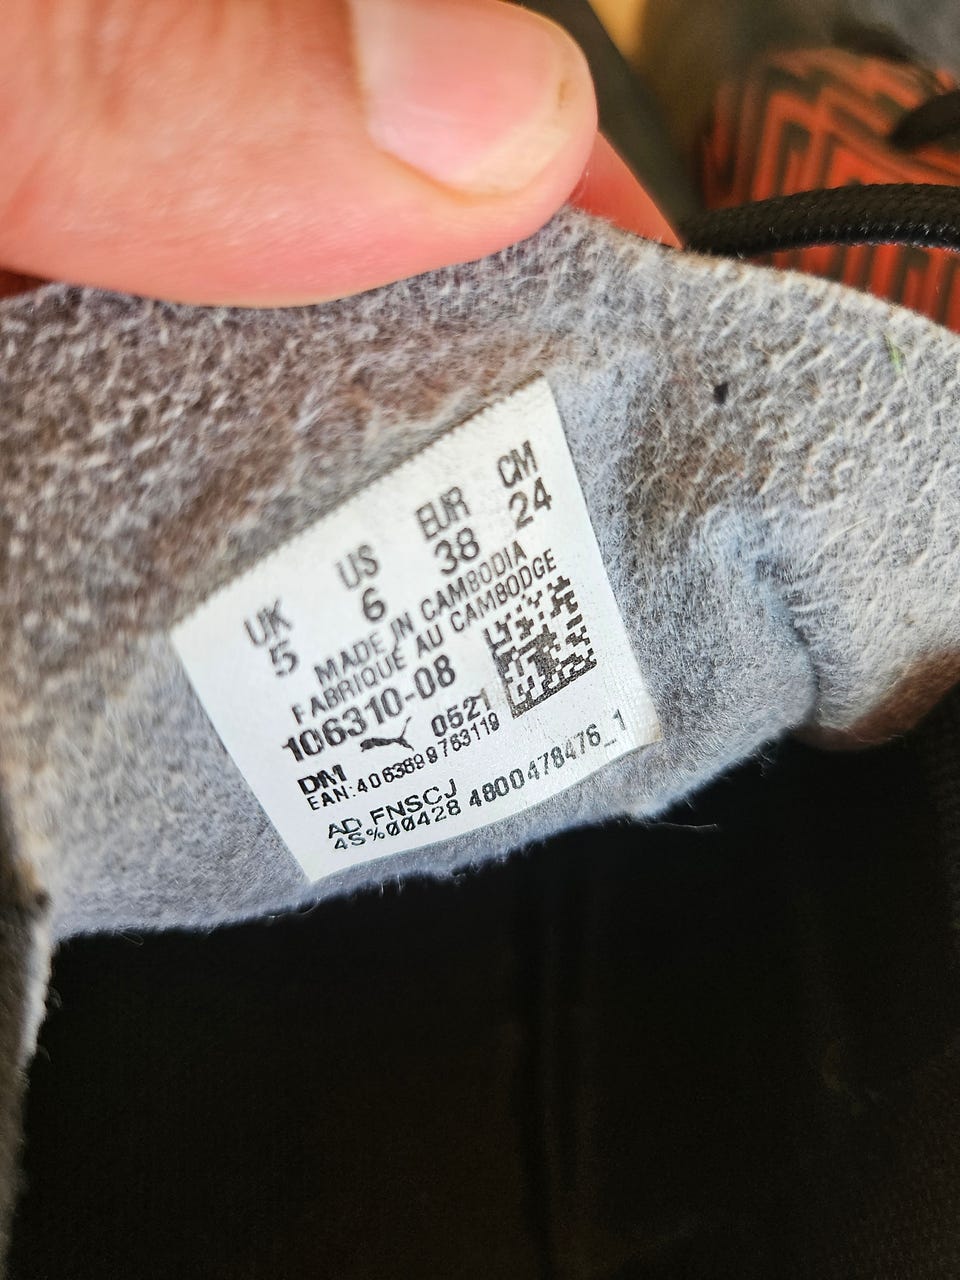 UK US EUR CM
5 6 38 24
MADE IN CAMBODIA
FABRIQUÉ AU CAMBODGE
106310-08
DM 0521
EAN:4063699763119
AD FNSCJ
4S%00428 4800478476_1